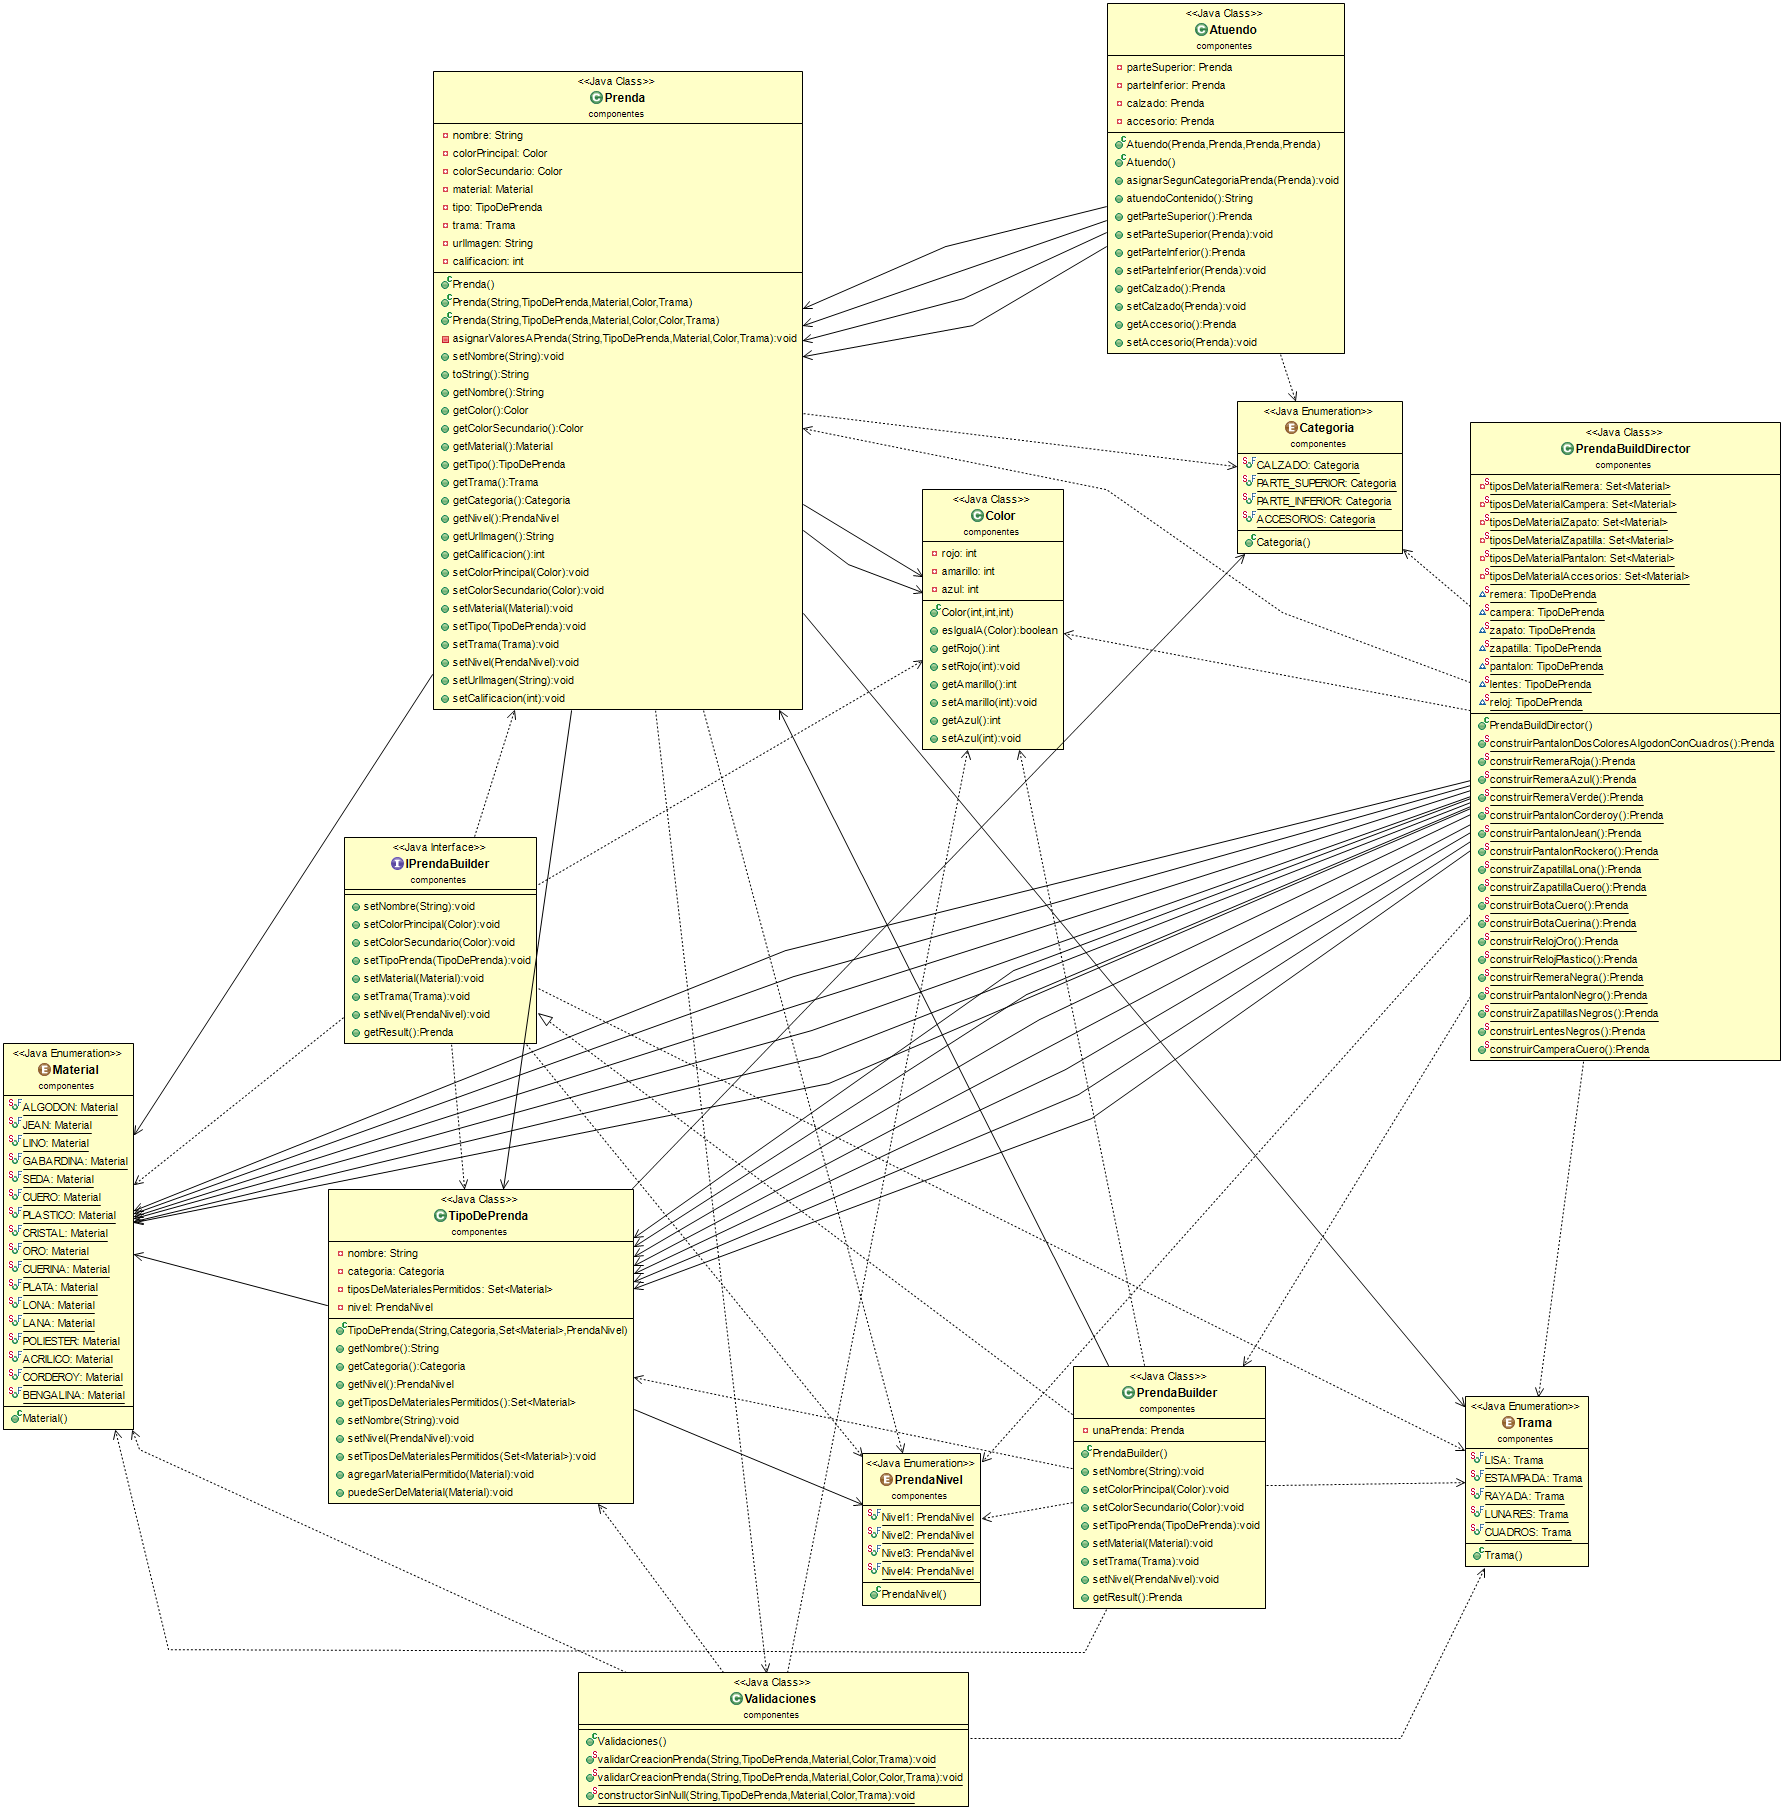 <<Java Class>>
Atuendo
componentes
parteSuperior: Prenda
parteInferior: Prenda
calzado: Prenda
accesorio: Prenda
Atuendo(Prenda,Prenda,Prenda,Prenda)
Atuendo()
asignarSegunCategoriaPrenda(Prenda):void
atuendoContenido():String
getParteSuperior():Prenda
setParteSuperior(Prenda):void
getParteInferior():Prenda
setParteInferior(Prenda):void
getCalzado():Prenda
setCalzado(Prenda):void
getAccesorio():Prenda
setAccesorio(Prenda):void
<<Java Class>>
Prenda
componentes
nombre: String
colorPrincipal: Color
colorSecundario: Color
material: Material
tipo: TipoDePrenda
trama: Trama
urlImagen: String
calificacion: int
Prenda()
Prenda(String,TipoDePrenda,Material,Color,Trama)
Prenda(String,TipoDePrenda,Material,Color,Color,Trama)
asignarValoresAPrenda(String,TipoDePrenda,Material,Color,Trama):void
setNombre(String):void
toString():String
getNombre():String
getColor():Color
getColorSecundario():Color
getMaterial():Material
getTipo():TipoDePrenda
getTrama():Trama
getCategoria():Categoria
getNivel():PrendaNivel
getUrlImagen():String
getCalificacion():int
setColorPrincipal(Color):void
setColorSecundario(Color):void
setMaterial(Material):void
setTipo(TipoDePrenda):void
setTrama(Trama):void
setNivel(PrendaNivel):void
setUrlImagen(String):void
setCalificacion(int):void
<<Java Enumeration>>
Categoria
componentes
CALZADO: Categoria
PARTE_SUPERIOR: Categoria
PARTE_INFERIOR: Categoria
ACCESORIOS: Categoria
Categoria()
<<Java Class>>
PrendaBuildDirector
componentes
tiposDeMaterialRemera: Set<Material>
tiposDeMaterialCampera: Set<Material>
tiposDeMaterialZapato: Set<Material>
tiposDeMaterialZapatilla: Set<Material>
tiposDeMaterialPantalon: Set<Material>
tiposDeMaterialAccesorios: Set<Material>
remera: TipoDePrenda
campera: TipoDePrenda
zapato: TipoDePrenda
zapatilla: TipoDePrenda
pantalon: TipoDePrenda
lentes: TipoDePrenda
reloj: TipoDePrenda
PrendaBuildDirector()
construirPantalonDosColoresAlgodonConCuadros():Prenda
construirRemeraRoja():Prenda
construirRemeraAzul():Prenda
construirRemeraVerde():Prenda
construirPantalonCorderoy():Prenda
construirPantalonJean():Prenda
construirPantalonRockero():Prenda
construirZapatillaLona():Prenda
construirZapatillaCuero():Prenda
construirBotaCuero():Prenda
construirBotaCuerina():Prenda
construirRelojOro():Prenda
construirRelojPlastico():Prenda
construirRemeraNegra():Prenda
construirPantalonNegro():Prenda
construirZapatillasNegros():Prenda
construirLentesNegros():Prenda
construirCamperaCuero():Prenda
<<Java Class>>
Color
componentes
rojo: int
amarillo: int
azul: int
Color(int,int,int)
esIgualA(Color):boolean
getRojo():int
setRojo(int):void
getAmarillo():int
setAmarillo(int):void
getAzul():int
setAzul(int):void
<<Java Interface>>
IPrendaBuilder
componentes
setNombre(String):void
setColorPrincipal(Color):void
setColorSecundario(Color):void
setTipoPrenda(TipoDePrenda):void
setMaterial(Material):void
setTrama(Trama):void
setNivel(PrendaNivel):void
getResult():Prenda
<<Java Enumeration>>
Material
componentes
ALGODON: Material
JEAN: Material
LINO: Material
GABARDINA: Material
SEDA: Material
CUERO: Material
PLASTICO: Material
CRISTAL: Material
ORO: Material
CUERINA: Material
PLATA: Material
LONA: Material
LANA: Material
POLIESTER: Material
ACRILICO: Material
CORDEROY: Material
BENGALINA: Material
Material()
<<Java Class>>
TipoDePrenda
componentes
nombre: String
categoria: Categoria
tiposDeMaterialesPermitidos: Set<Material>
nivel: PrendaNivel
TipoDePrenda(String,Categoria,Set<Material>,PrendaNivel)
getNombre():String
getCategoria():Categoria
getNivel():PrendaNivel
getTiposDeMaterialesPermitidos():Set<Material>
setNombre(String):void
setNivel(PrendaNivel):void
setTiposDeMaterialesPermitidos(Set<Material>):void
agregarMaterialPermitido(Material):void
puedeSerDeMaterial(Material):void
<<Java Class>>
PrendaBuilder
componentes
unaPrenda: Prenda
PrendaBuilder()
setNombre(String):void
setColorPrincipal(Color):void
setColorSecundario(Color):void
setTipoPrenda(TipoDePrenda):void
setMaterial(Material):void
setTrama(Trama):void
setNivel(PrendaNivel):void
getResult():Prenda
<<Java Enumeration>>
Trama
componentes
LISA: Trama
ESTAMPADA: Trama
RAYADA: Trama
LUNARES: Trama
CUADROS: Trama
Trama()
<<Java Enumeration>>
PrendaNivel
componentes
Nivel1: PrendaNivel
Nivel2: PrendaNivel
Nivel3: PrendaNivel
Nivel4: PrendaNivel
PrendaNivel()
<<Java Class>>
Validaciones
componentes
Validaciones()
validarCreacionPrenda(String,TipoDePrenda,Material,Color,Trama):void
validarCreacionPrenda(String,TipoDePrenda,Material,Color,Color,Trama):void
constructorSinNull(String,TipoDePrenda,Material,Color,Trama):void